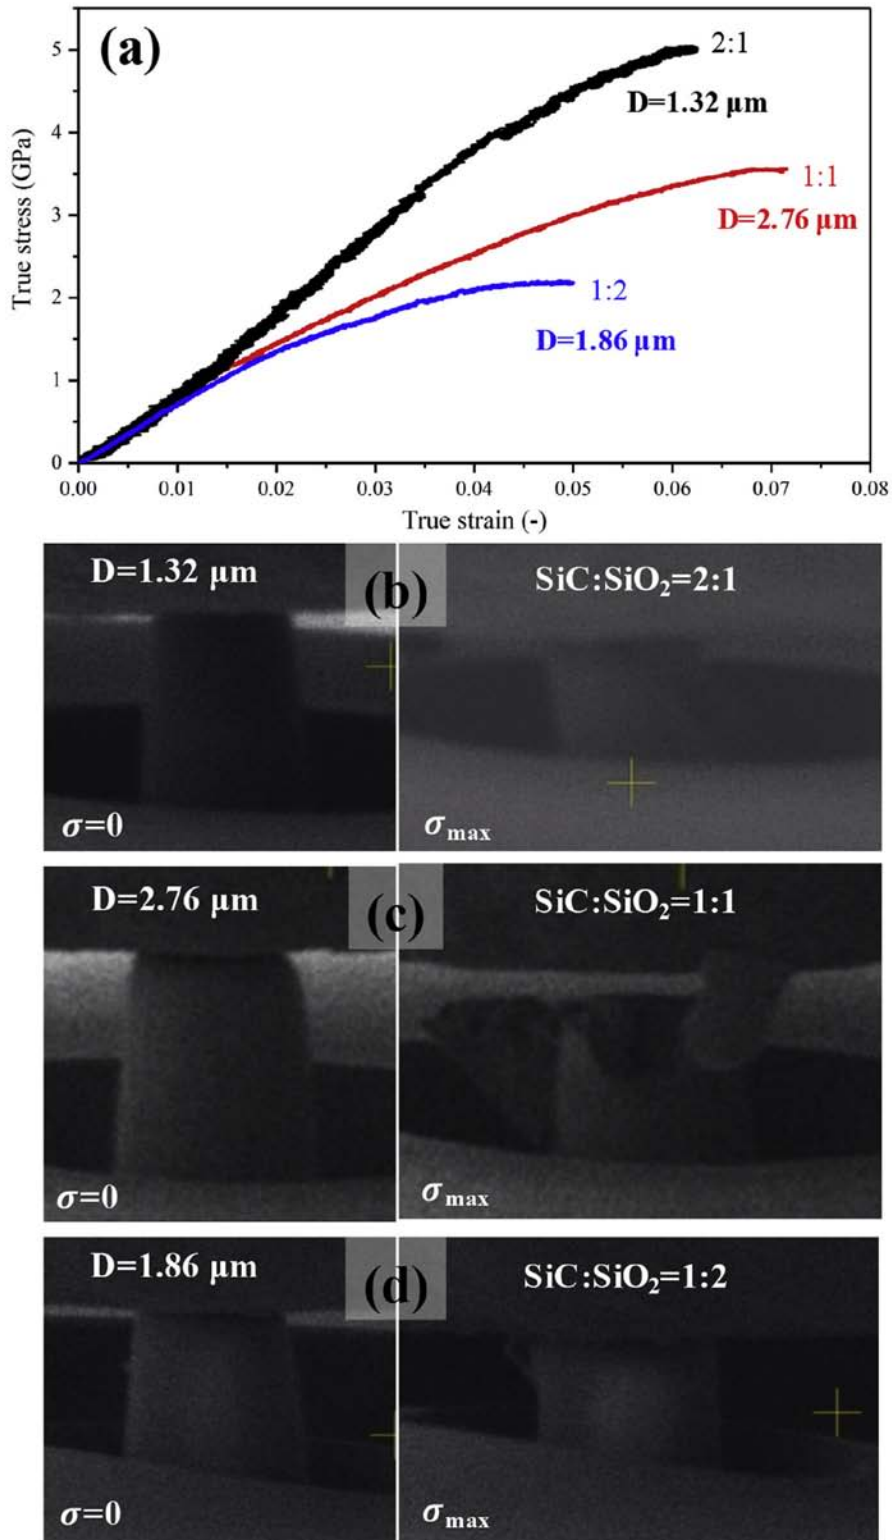 (a)
5
4
3
2
1
0
True stress (GPa)
2:1
D=1.32 μm
1:1
D=2.76 μm
1:2
D=1.86 μm
0.00 0.01 0.02 0.03 0.04 0.05 0.06 0.07 0.08
True strain (-)
D=1.32 μm
(b)
SiC:SiO₂=2:1
σ=0
σmax
D=2.76 μm
(c)
SiC:SiO₂=1:1
σ=0
σmax
D=1.86 μm
(d)
SiC:SiO₂=1:2
σ=0
σmax